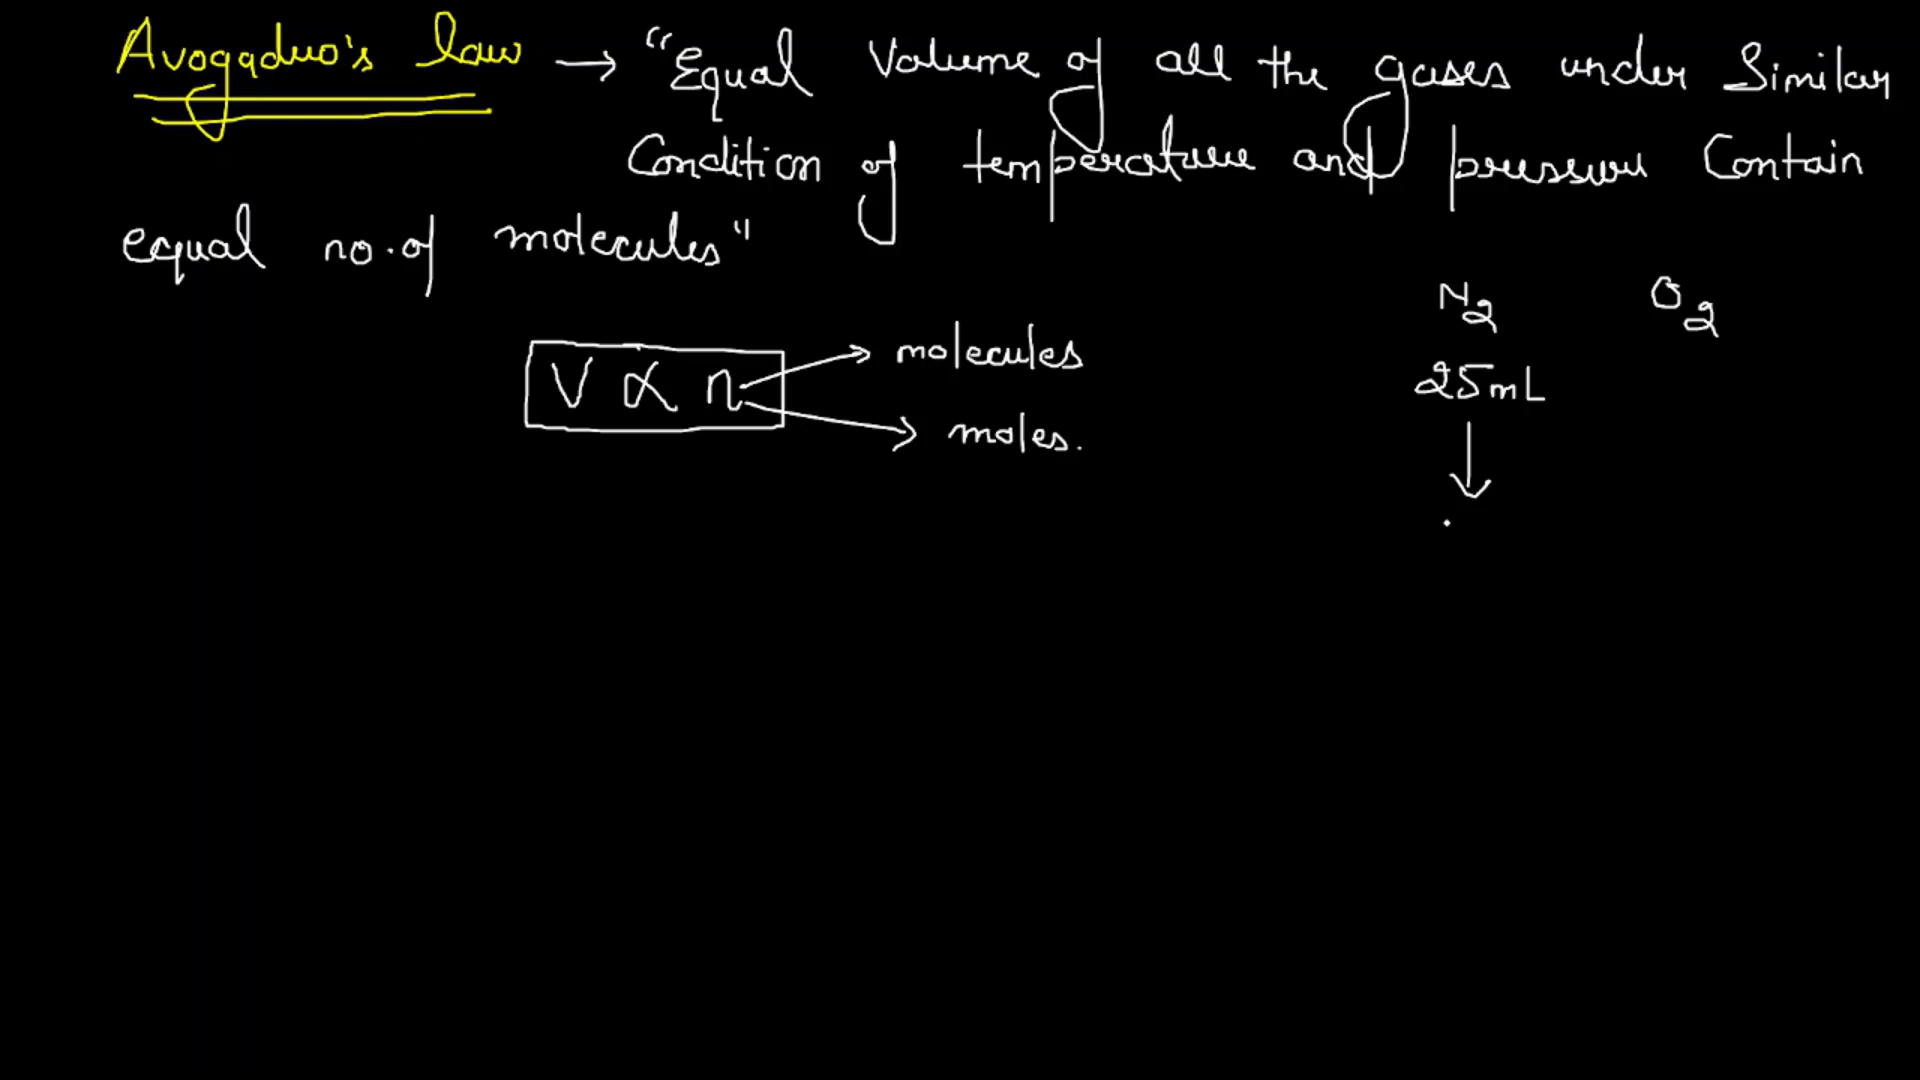 Avogadro's law → "Equal Volume of all the gases under Similar
Condition of temperature and pressure Contain
equal no. of molecules"
N2 O2
V ∝ n → molecules
→ moles.
25mL